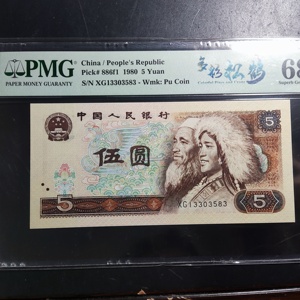 PMG
PAPER MONEY GUARANTY
China / People's Republic
Pick# 886f1 1980 5 Yuan
S/N XG13303583 - Wmk: Pu Coin
68
中国人民银行
5
伍圆
5
5
XG13303583